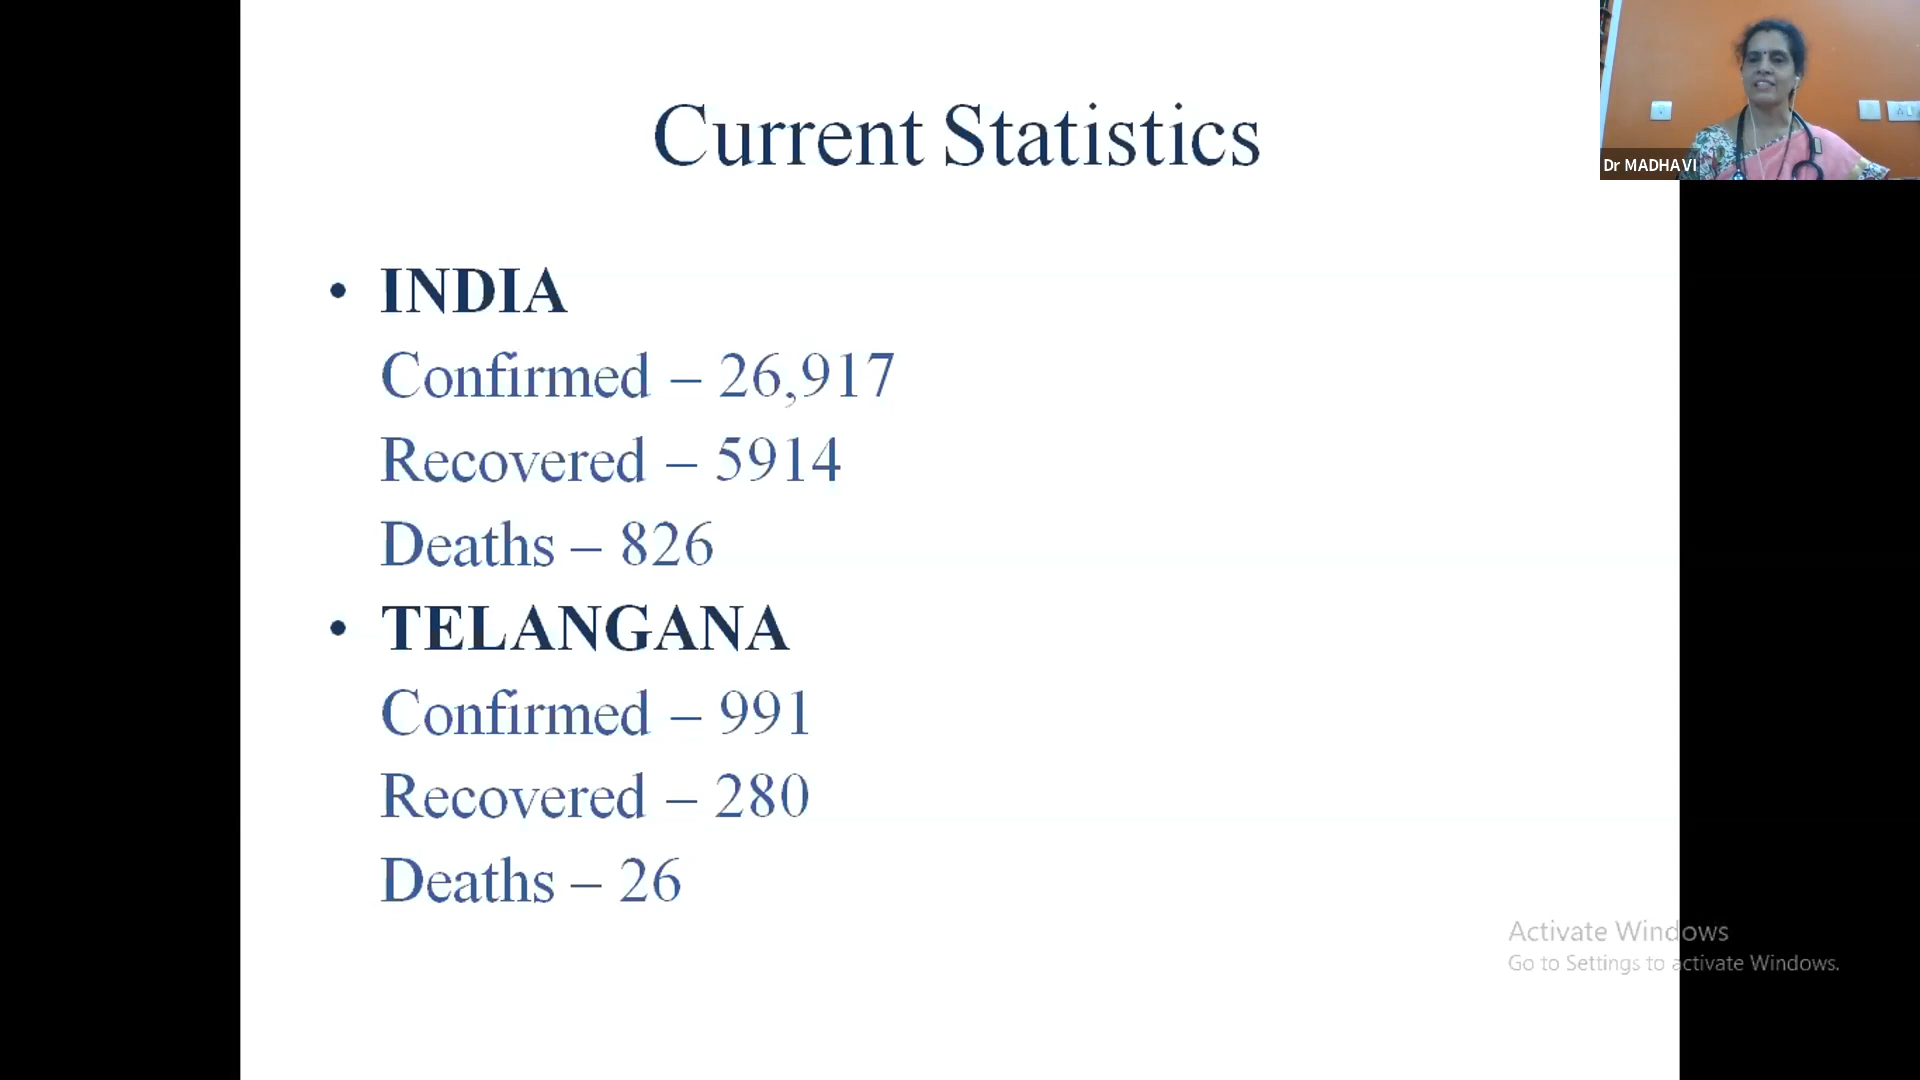 Current Statistics
Dr MADHAVI
• INDIA
Confirmed – 26,917
Recovered – 5914
Deaths – 826
• TELANGANA
Confirmed – 991
Recovered – 280
Deaths – 26
Activate Windows
Go to Settings to activate Windows.